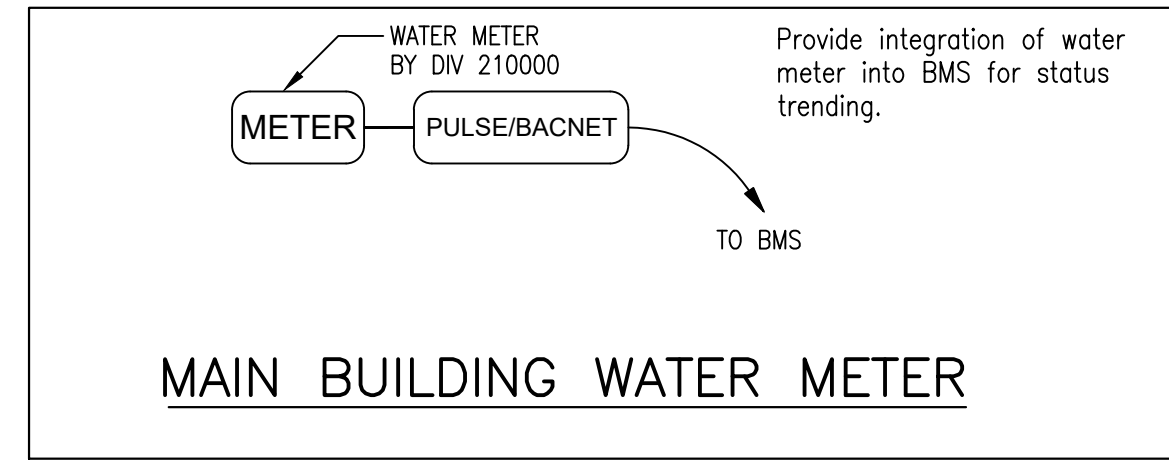 WATER METER
BY DIV 210000
Provide integration of water
meter into BMS for status
trending.
METER
PULSE/BACNET
TO BMS
MAIN BUILDING WATER METER